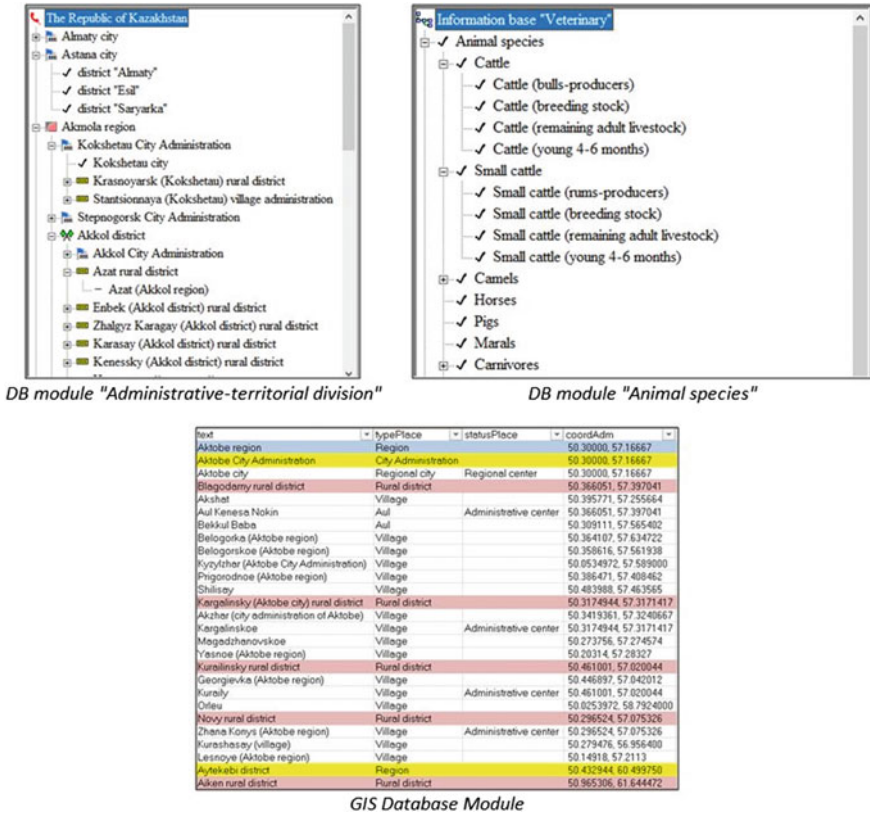 The Republic of Kazakhstan
Almaty city
Astana city
district "Almaty"
district "Esil"
district "Saryarka"
Akmola region
Kokshetau City Administration
Kokshetau city
Krasnoyarsk (Kokshetau) rural district
Stantsionnaya (Kokshetau) village administration
Stepnogorsk City Administration
Akkol district
Akkol City Administration
Azat rural district
Azat (Akkol region)
Enbek (Akkol district) rural district
Zhalgyz Karagay (Akkol district) rural district
Karasay (Akkol district) rural district
Kenessky (Akkol district) rural district
DB module "Administrative-territorial division"
Information base "Veterinary"
Animal species
Cattle
Cattle (bulls-producers)
Cattle (breeding stock)
Cattle (remaining adult livestock)
Cattle (young 4-6 months)
Small cattle
Small cattle (rums-producers)
Small cattle (breeding stock)
Small cattle (remaining adult livestock)
Small cattle (young 4-6 months)
Camels
Horses
Pigs
Marals
Carnivores
DB module "Animal species"
text typePlace statusPlace coordAdm
Aktobe region Region 50.30000, 57.16667
Aktobe City Administration City Administration 50.30000, 57.16667
Aktobe city Regional city Regional center 50.30000, 57.16667
Blagodarny rural district Rural district 50.366051, 57.397041
Akshat Village 50.395771, 57.255664
Aul Kenesa Nokin Aul Administrative center 50.366051, 57.397041
Bekkul Baba Aul 50.309111, 57.565402
Belogorka (Aktobe region) Village 50.364107, 57.634722
Belogorskoe (Aktobe region) Village 50.358616, 57.561938
Kyzylzhar (Aktobe City Administration) Village 50.0534972, 57.589000
Prigorodnoe (Aktobe region) Village 50.386471, 57.408462
Shilisay Village 50.483988, 57.463565
Kargalinsky (Aktobe city) rural district Rural district 50.3174944, 57.3171417
Akzhar (city administration of Aktobe) Village 50.3419361, 57.3240667
Kargalinskoe Village Administrative center 50.3174944, 57.3171417
Magadzhanovskoe Village 50.273756, 57.274574
Yasnoe (Aktobe region) Village 50.20314, 57.28327
Kurailinsky rural district Rural district 50.461001, 57.020044
Georgievka (Aktobe region) Village 50.446897, 57.042012
Kuraily Village Administrative center 50.461001, 57.020044
Orleu Village 50.0253972, 58.7924000
Novy rural district Rural district 50.296524, 57.075326
Zhana Konys (Aktobe region) Village Administrative center 50.296524, 57.075326
Kurashasay (village) Village 50.279476, 56.956400
Lesnoye (Aktobe region) Village 50.14918, 57.2113
Aytekebi district Region 50.432944, 60.499750
Aiken rural district Rural district 50.965306, 61.644472
GIS Database Module